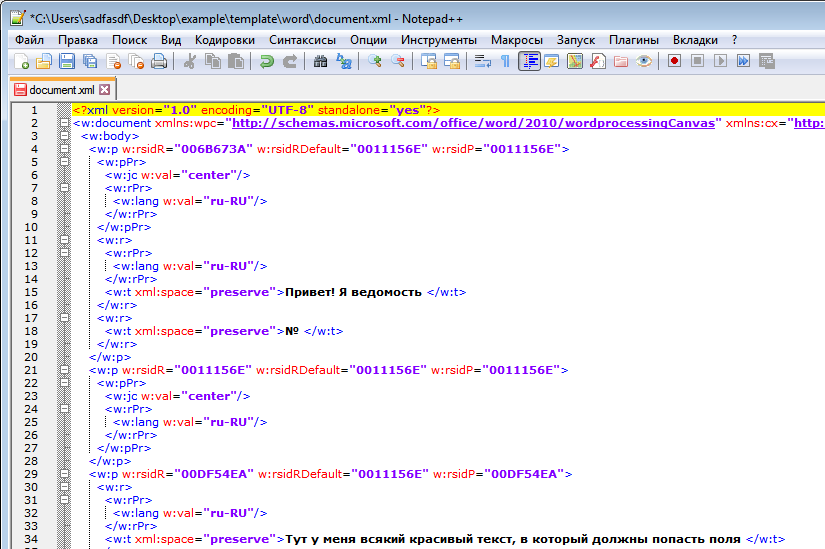 *C:\Users\sadfasdf\Desktop\example\template\word\document.xml - Notepad++
Файл Правка Поиск Вид Кодировки Синтаксисы Опции Инструменты Макросы Запуск Плагины Вкладки ?
document.xml
1 <?xml version="1.0" encoding="UTF-8" standalone="yes"?>
2 <w:document xmlns:wpc="http://schemas.microsoft.com/office/word/2010/wordprocessingCanvas" xmlns:cx="http:
3 <w:body>
4 <w:p w:rsidR="006B673A" w:rsidRDefault="0011156E" w:rsidP="0011156E">
5 <w:pPr>
6 <w:jc w:val="center"/>
7 <w:rPr>
8 <w:lang w:val="ru-RU"/>
9 </w:rPr>
10 </w:pPr>
11 <w:r>
12 <w:rPr>
13 <w:lang w:val="ru-RU"/>
14 </w:rPr>
15 <w:t xml:space="preserve">Привет! Я ведомость </w:t>
16 </w:r>
17 <w:r>
18 <w:t xml:space="preserve">№ </w:t>
19 </w:r>
20 </w:p>
21 <w:p w:rsidR="0011156E" w:rsidRDefault="0011156E" w:rsidP="0011156E">
22 <w:pPr>
23 <w:jc w:val="center"/>
24 <w:rPr>
25 <w:lang w:val="ru-RU"/>
26 </w:rPr>
27 </w:pPr>
28 </w:p>
29 <w:p w:rsidR="00DF54EA" w:rsidRDefault="0011156E" w:rsidP="00DF54EA">
30 <w:r>
31 <w:rPr>
32 <w:lang w:val="ru-RU"/>
33 </w:rPr>
34 <w:t xml:space="preserve">Тут у меня всякий красивый текст, в который должны попасть поля </w:t>